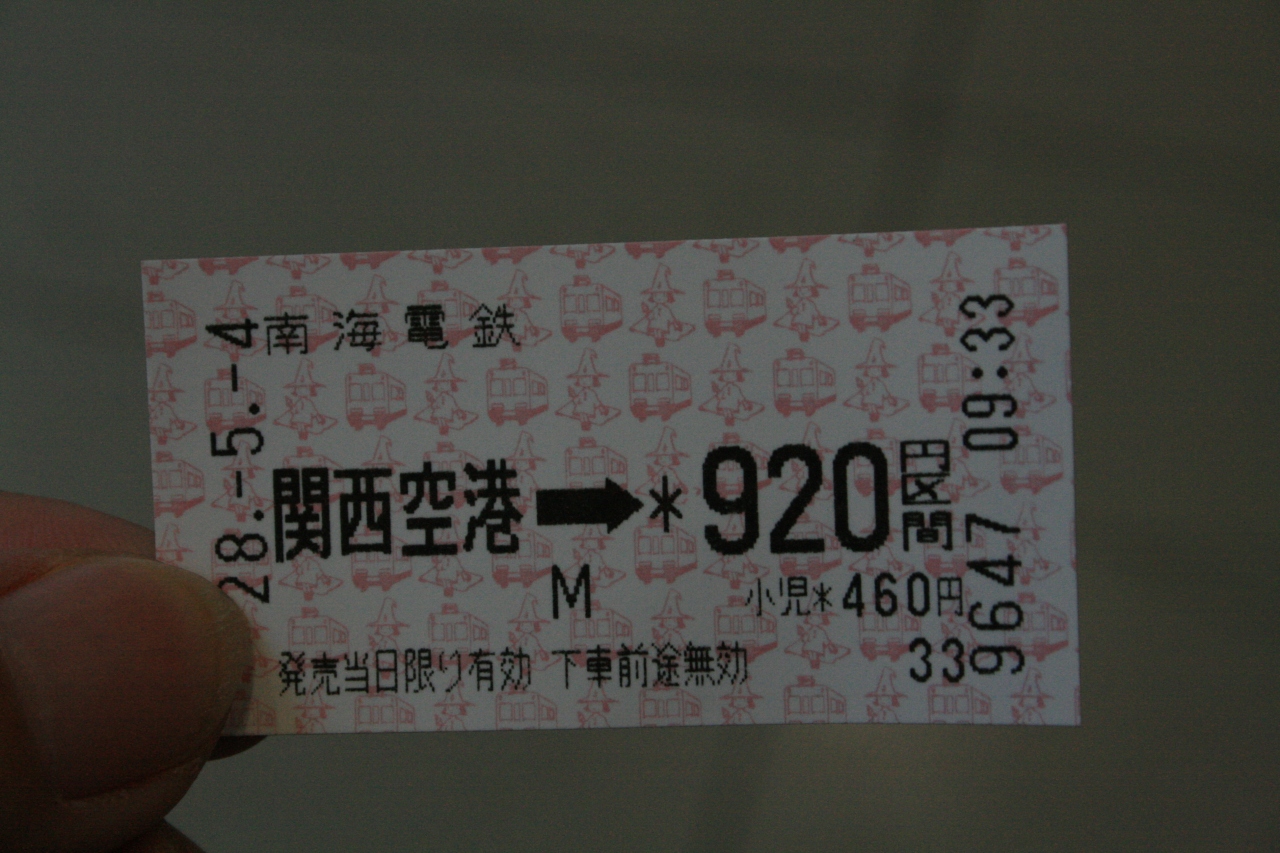 南海電鉄
28.-5.-4
関西空港➡*920円区間
M
小児*460円
発売当日限り有効 下車前途無効
33
9647 09:33